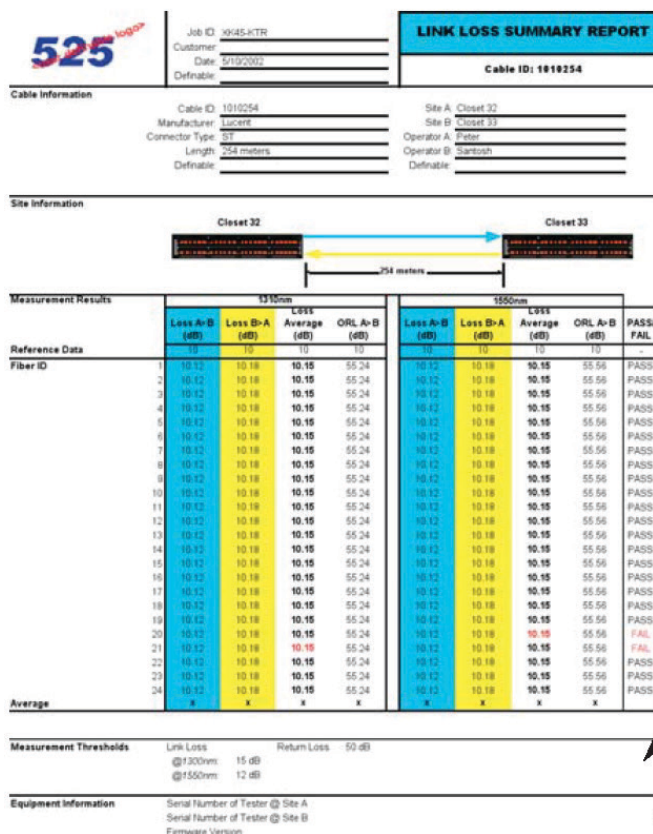 525
logo>
Job ID: XK45-KTR
Customer:
Date: 5/10/2002
Definable:
LINK LOSS SUMMARY REPORT
Cable ID: 1010254
Cable Information
Cable ID: 1010254
Manufacturer: Lucent
Connector Type: ST
Length: 254 meters
Definable:
Site A: Closet 32
Site B: Closet 33
Operator A: Peter
Operator B: Santosh
Definable:
Site Information
Closet 32
Closet 33
254 meters
Measurement Results 1310nm 1550nm
Loss A>B (dB) Loss B>A (dB) Loss Average (dB) ORL A>B (dB) Loss A>B (dB) Loss B>A (dB) Loss Average (dB) ORL A>B (dB) PASS/ FAIL
Reference Data 10 10 10 10 10 10 10 10 -
Fiber ID 1 10.12 10.18 10.15 55.24 10.12 10.18 10.15 55.56 PASS
2 10.12 10.18 10.15 55.24 10.12 10.18 10.15 55.56 PASS
3 10.12 10.18 10.15 55.24 10.12 10.18 10.15 55.56 PASS
4 10.12 10.18 10.15 55.24 10.12 10.18 10.15 55.56 PASS
5 10.12 10.18 10.15 55.24 10.12 10.18 10.15 55.56 PASS
6 10.12 10.18 10.15 55.24 10.12 10.18 10.15 55.56 PASS
7 10.12 10.18 10.15 55.24 10.12 10.18 10.15 55.56 PASS
8 10.12 10.18 10.15 55.24 10.12 10.18 10.15 55.56 PASS
9 10.12 10.18 10.15 55.24 10.12 10.18 10.15 55.56 PASS
10 10.12 10.18 10.15 55.24 10.12 10.18 10.15 55.56 PASS
11 10.12 10.18 10.15 55.24 10.12 10.18 10.15 55.56 PASS
12 10.12 10.18 10.15 55.24 10.12 10.18 10.15 55.56 PASS
13 10.12 10.18 10.15 55.24 10.12 10.18 10.15 55.56 PASS
14 10.12 10.18 10.15 55.24 10.12 10.18 10.15 55.56 PASS
15 10.12 10.18 10.15 55.24 10.12 10.18 10.15 55.56 PASS
16 10.12 10.18 10.15 55.24 10.12 10.18 10.15 55.56 PASS
17 10.12 10.18 10.15 55.24 10.12 10.18 10.15 55.56 PASS
18 10.12 10.18 10.15 55.24 10.12 10.18 10.15 55.56 PASS
19 10.12 10.18 10.15 55.24 10.12 10.18 10.15 55.56 PASS
20 10.12 10.18 10.15 55.24 10.12 10.18 10.15 55.56 FAIL
21 10.12 10.18 10.15 55.24 10.12 10.18 10.15 55.56 FAIL
22 10.12 10.18 10.15 55.24 10.12 10.18 10.15 55.56 PASS
23 10.12 10.18 10.15 55.24 10.12 10.18 10.15 55.56 PASS
24 10.12 10.18 10.15 55.24 10.12 10.18 10.15 55.56 PASS
Average x x x x x x x x
Measurement Thresholds Link Loss Return Loss 50 dB
@1300nm: 15 dB
@1550nm: 12 dB
Equipment Information Serial Number of Tester @ Site A
Serial Number of Tester @ Site B
Firmware Version